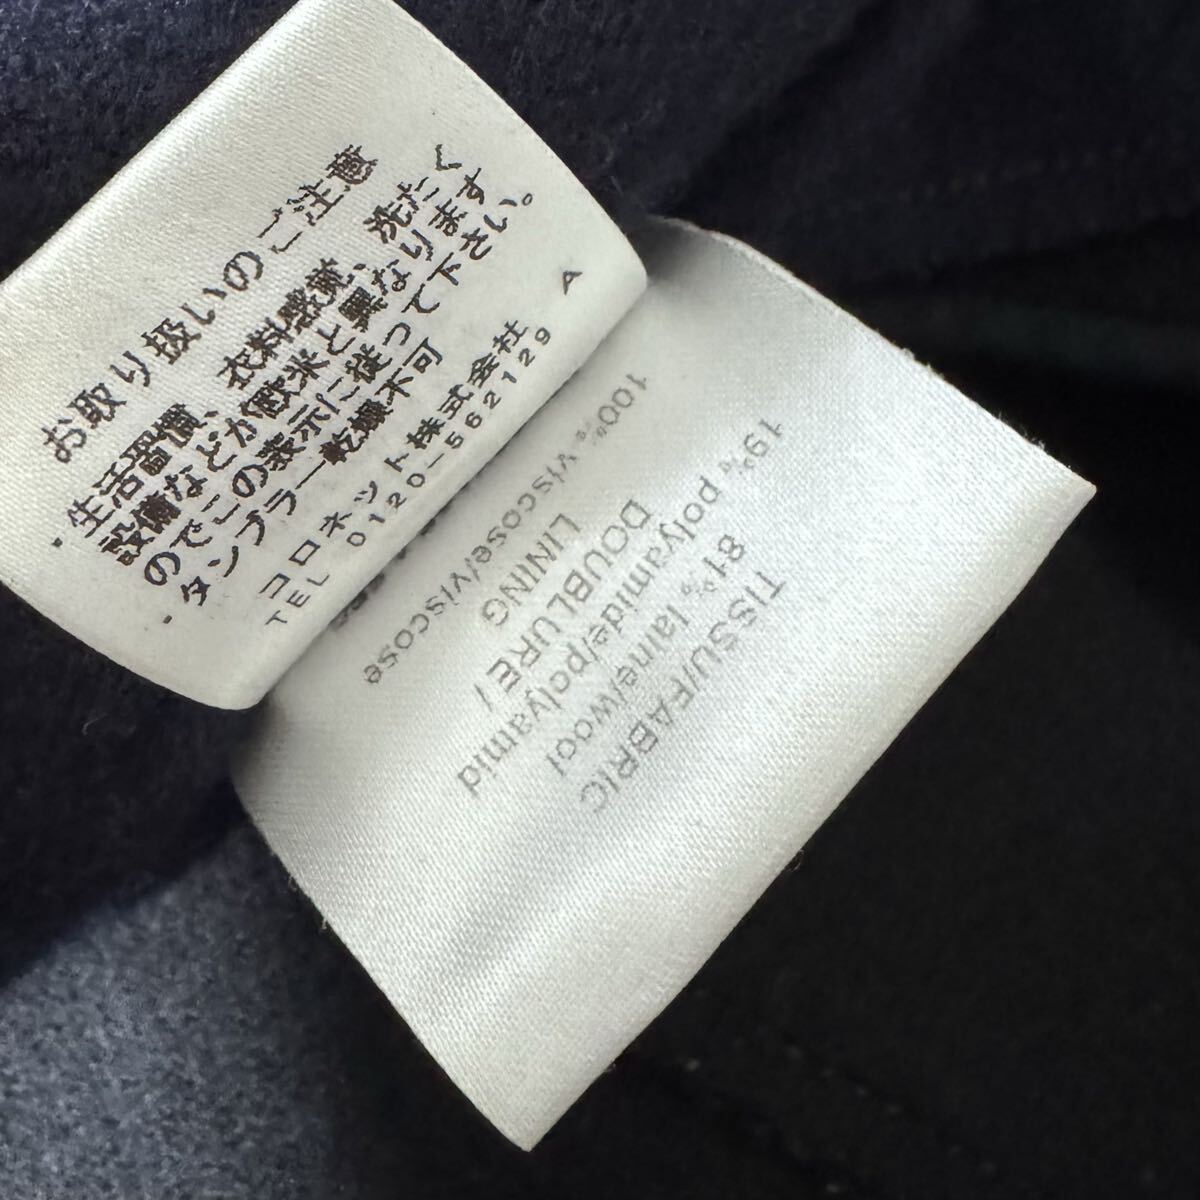 お取り扱いのご注意
・生活習慣、衣料感覚、洗たく
設備などが欧米と異なります
のでこの表示に従って下さい。
・タンブラー乾燥不可
コロネット株式会社
TEL 0120-562129 A
TISSU/FABRIC
81% laine/wool
19% polyamide/polyamid
DOUBLURE /
LINING
100% viscose/viscose